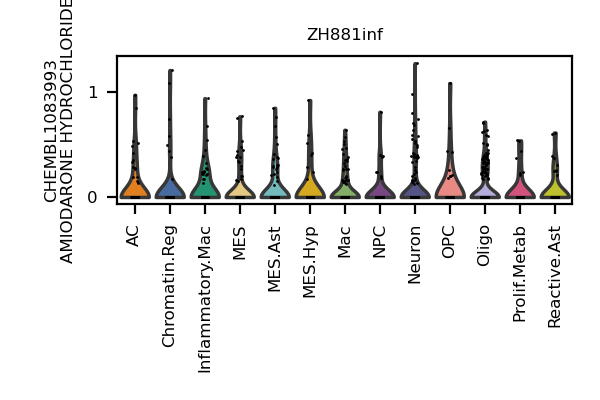 ZH881inf
CHEMBL1083993
AMIODARONE HYDROCHLORIDE
1
0
AC
Chromatin.Reg
Inflammatory.Mac
MES
MES.Ast
MES.Hyp
Mac
NPC
Neuron
OPC
Oligo
Prolif.Metab
Reactive.Ast